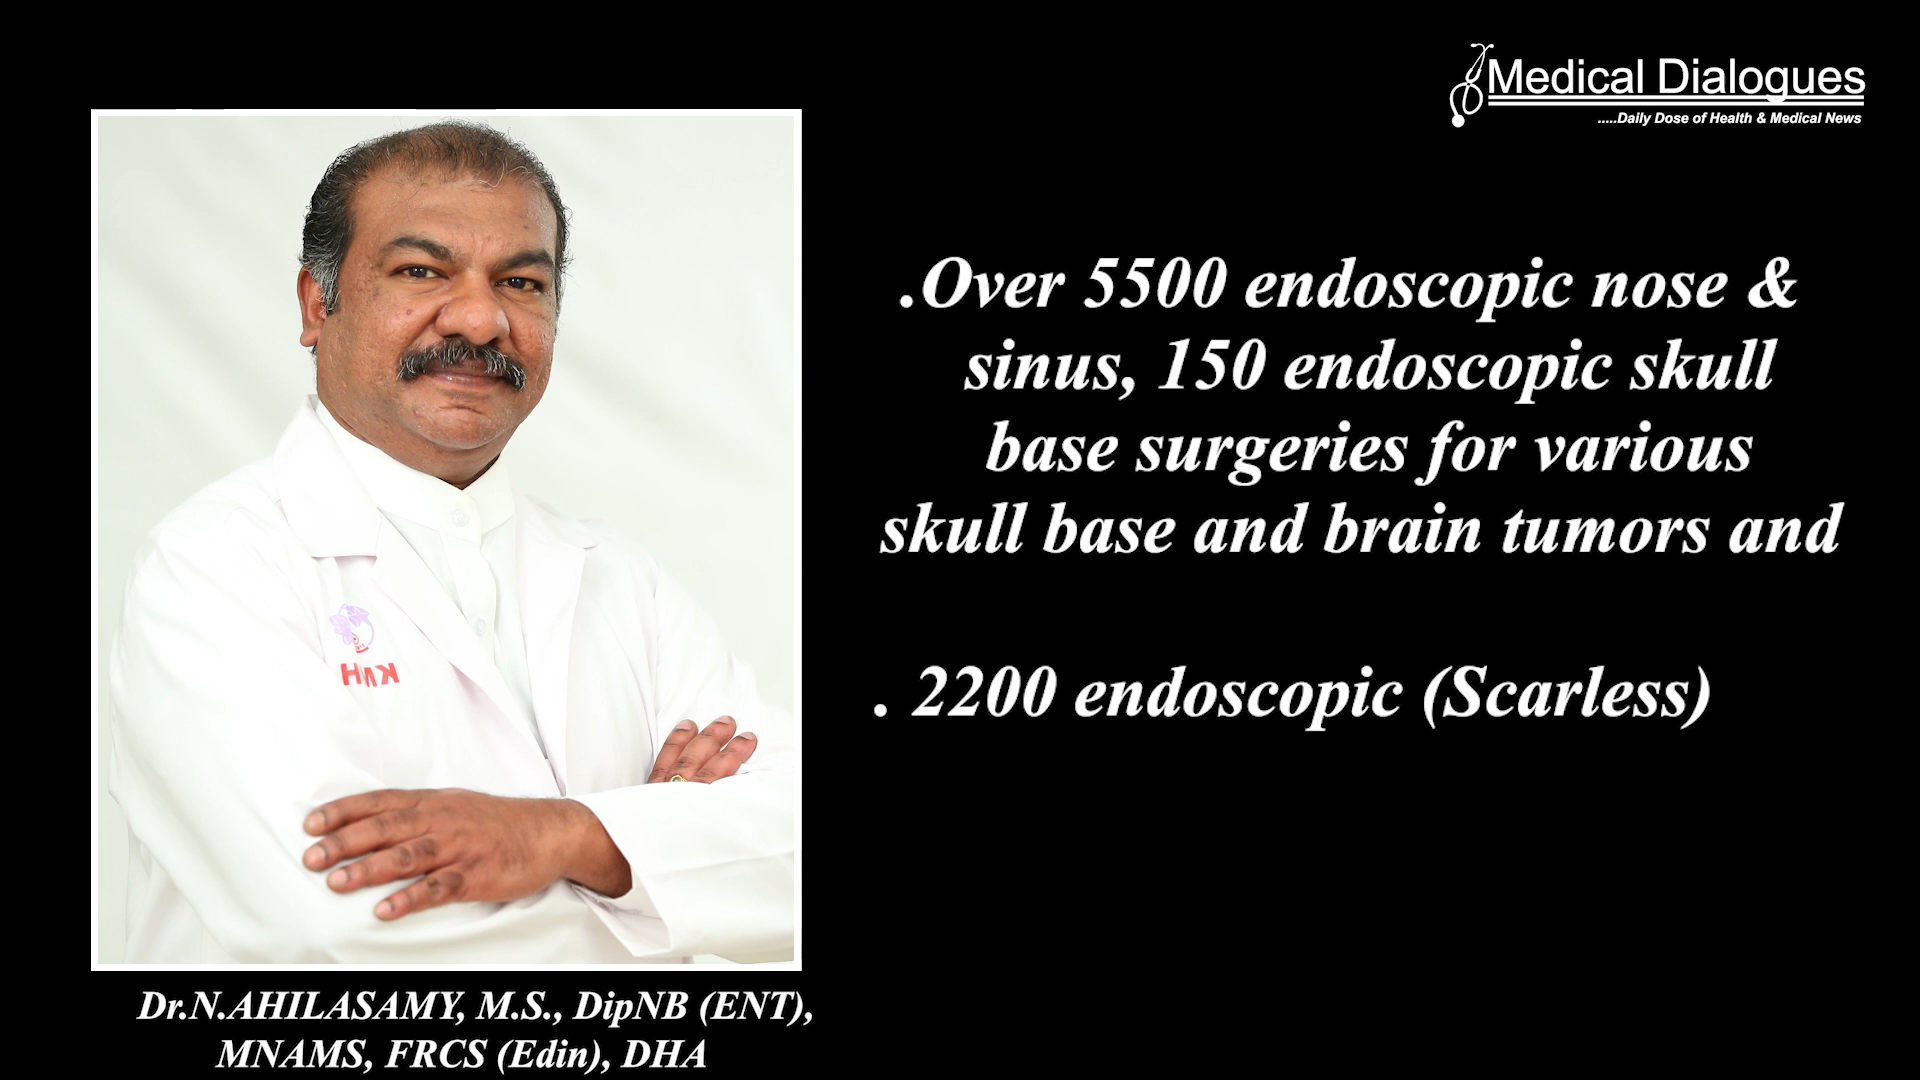 Medical Dialogues
.....Daily Dose of Health & Medical News
.Over 5500 endoscopic nose &
sinus, 150 endoscopic skull
base surgeries for various
skull base and brain tumors and
. 2200 endoscopic (Scarless)
KMH
Dr.N.AHILASAMY, M.S., DipNB (ENT),
MNAMS, FRCS (Edin), DHA